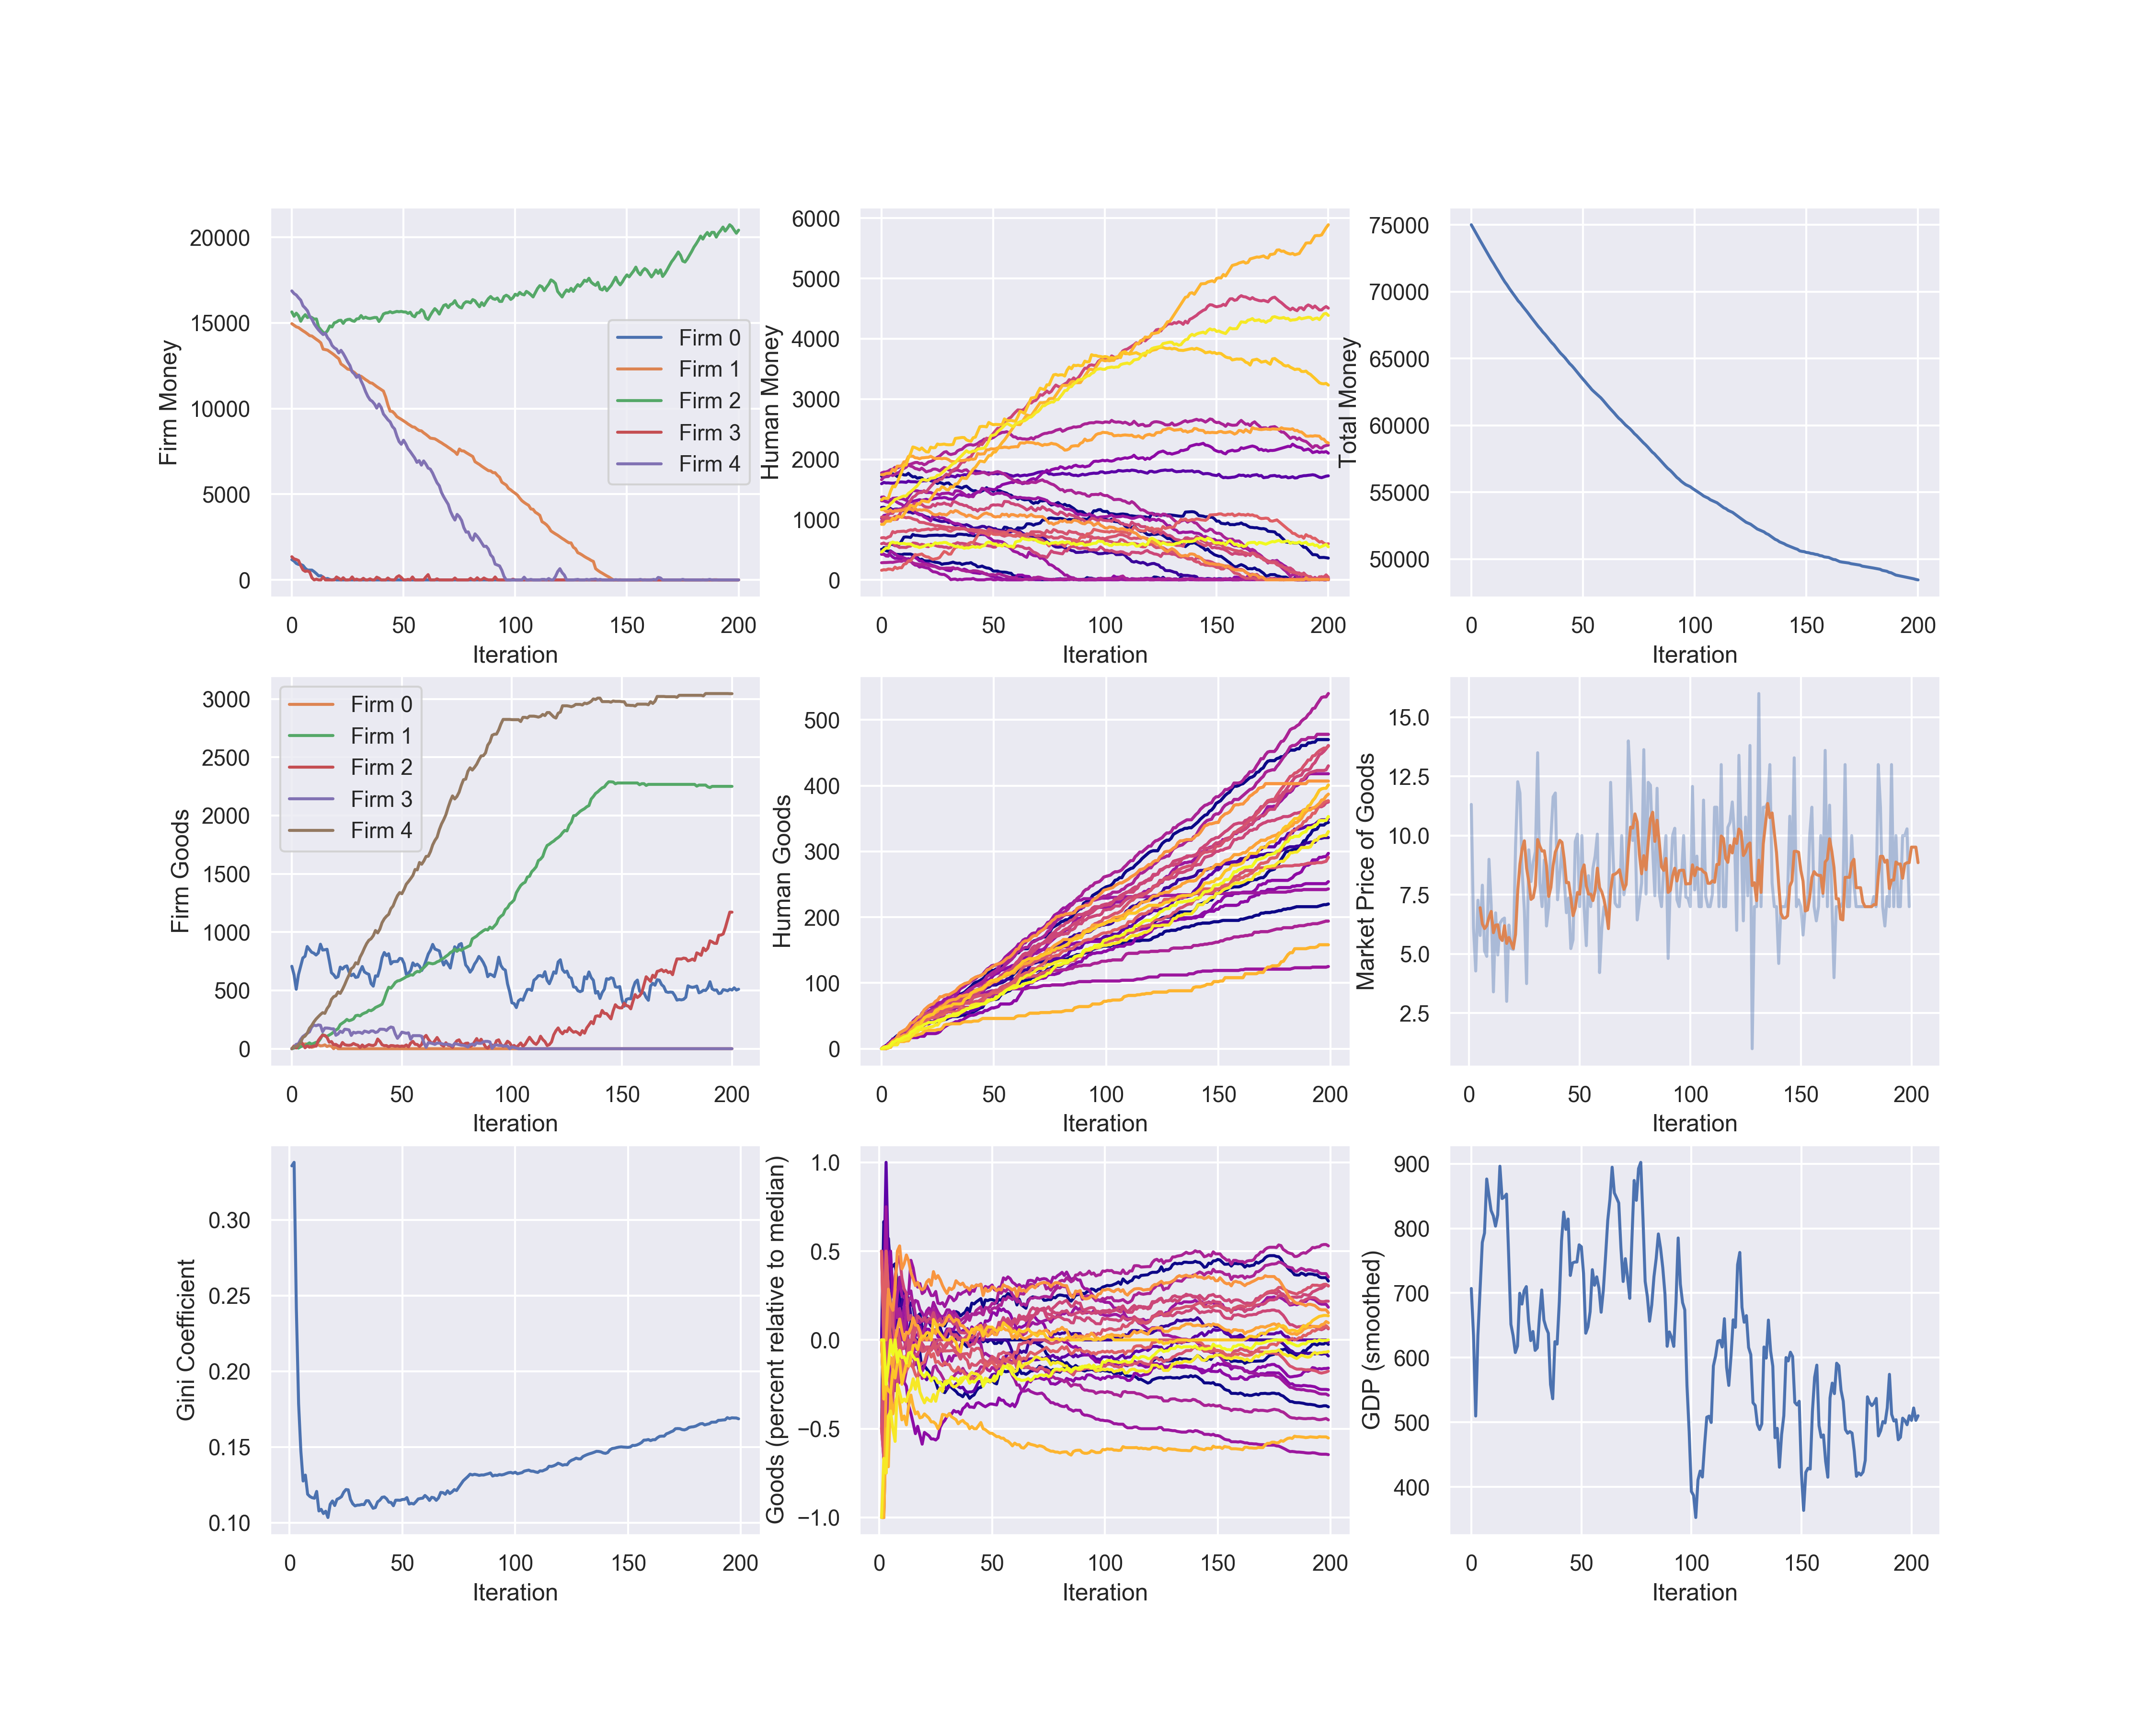 Firm Money
20000
15000
10000
5000
0
Firm 0
Firm 1
Firm 2
Firm 3
Firm 4
0 50 100 150 200
Iteration
Human Money
6000
5000
4000
3000
2000
1000
0
0 50 100 150 200
Iteration
Total Money
75000
70000
65000
60000
55000
50000
0 50 100 150 200
Iteration
Firm Goods
3000
2500
2000
1500
1000
500
0
Firm 0
Firm 1
Firm 2
Firm 3
Firm 4
0 50 100 150 200
Iteration
Human Goods
500
400
300
200
100
0
0 50 100 150 200
Iteration
Market Price of Goods
15.0
12.5
10.0
7.5
5.0
2.5
0 50 100 150 200
Iteration
Gini Coefficient
0.30
0.25
0.20
0.15
0.10
0 50 100 150 200
Iteration
Goods (percent relative to median)
1.0
0.5
0.0
−0.5
−1.0
0 50 100 150 200
Iteration
GDP (smoothed)
900
800
700
600
500
400
0 50 100 150 200
Iteration